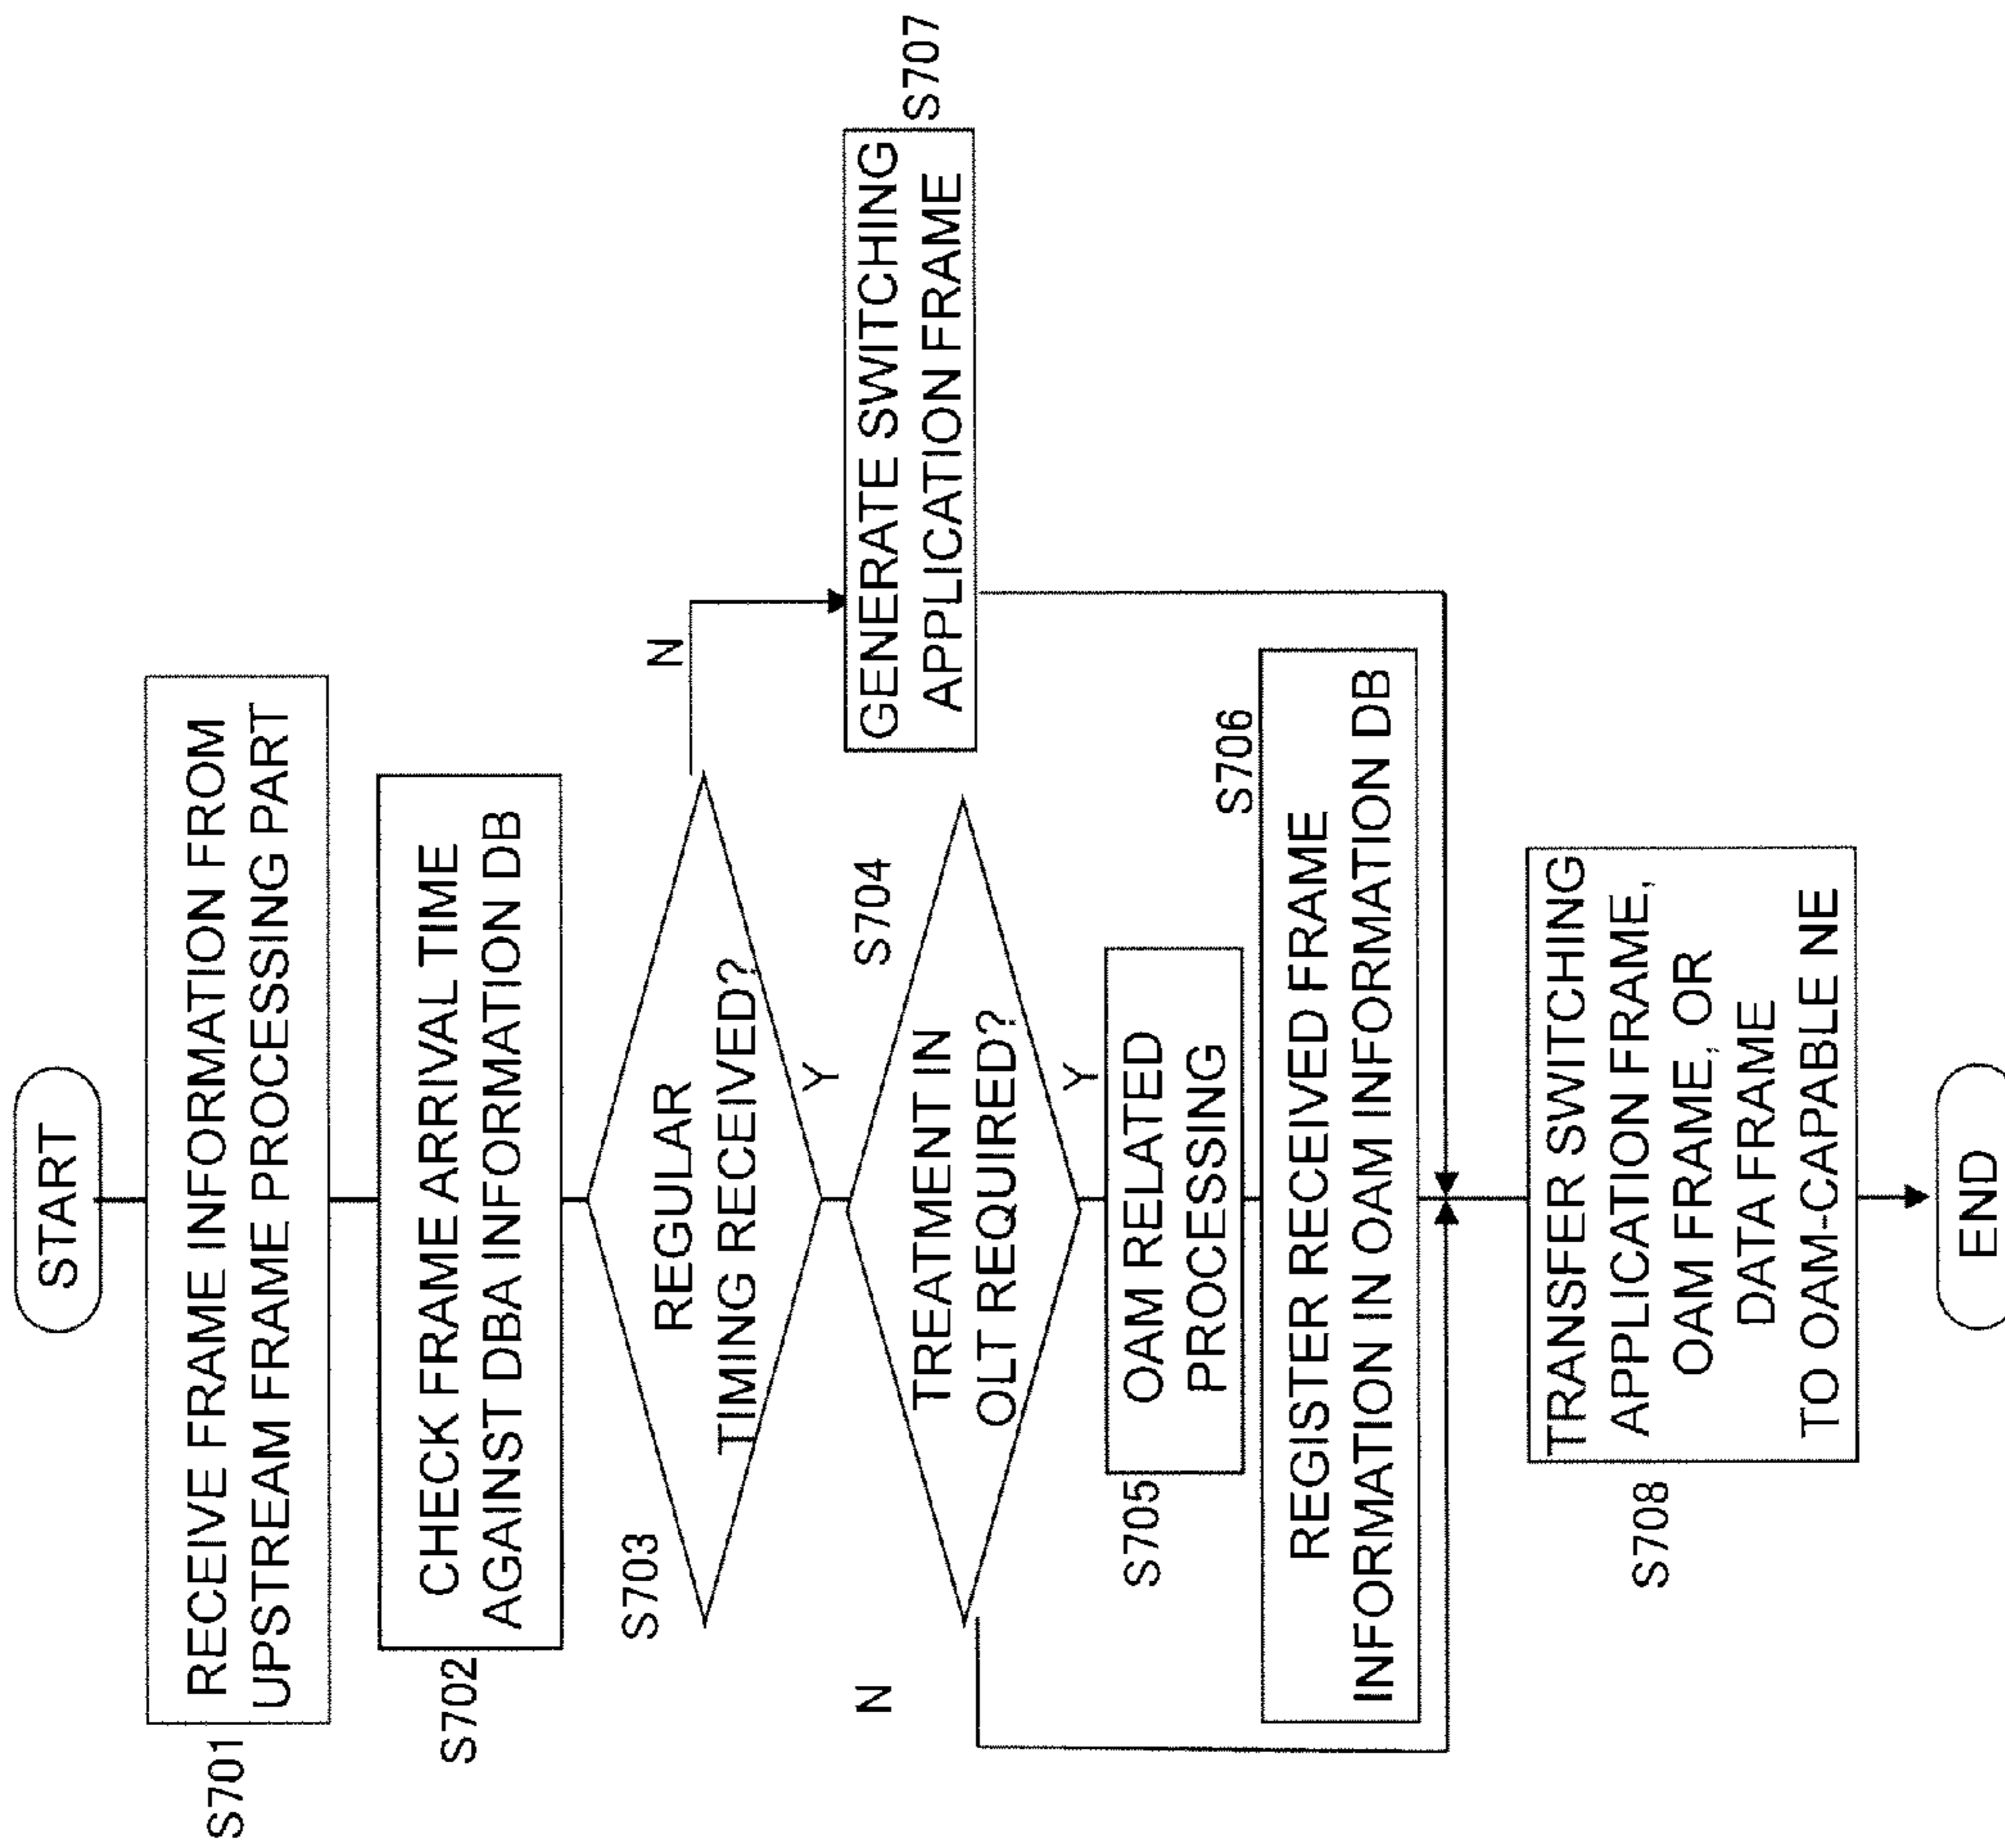 START
S701
RECEIVE FRAME INFORMATION FROM
UPSTREAM FRAME PROCESSING PART
S702
CHECK FRAME ARRIVAL TIME
AGAINST DBA INFORMATION DB
S703
REGULAR
TIMING RECEIVED?
N
Y
S707
GENERATE SWITCHING
APPLICATION FRAME
S704
TREATMENT IN
OLT REQUIRED?
N
Y
S705
OAM RELATED
PROCESSING
S706
REGISTER RECEIVED FRAME
INFORMATION IN OAM INFORMATION DB
S708
TRANSFER SWITCHING
APPLICATION FRAME,
OAM FRAME, OR
DATA FRAME
TO OAM-CAPABLE NE
END